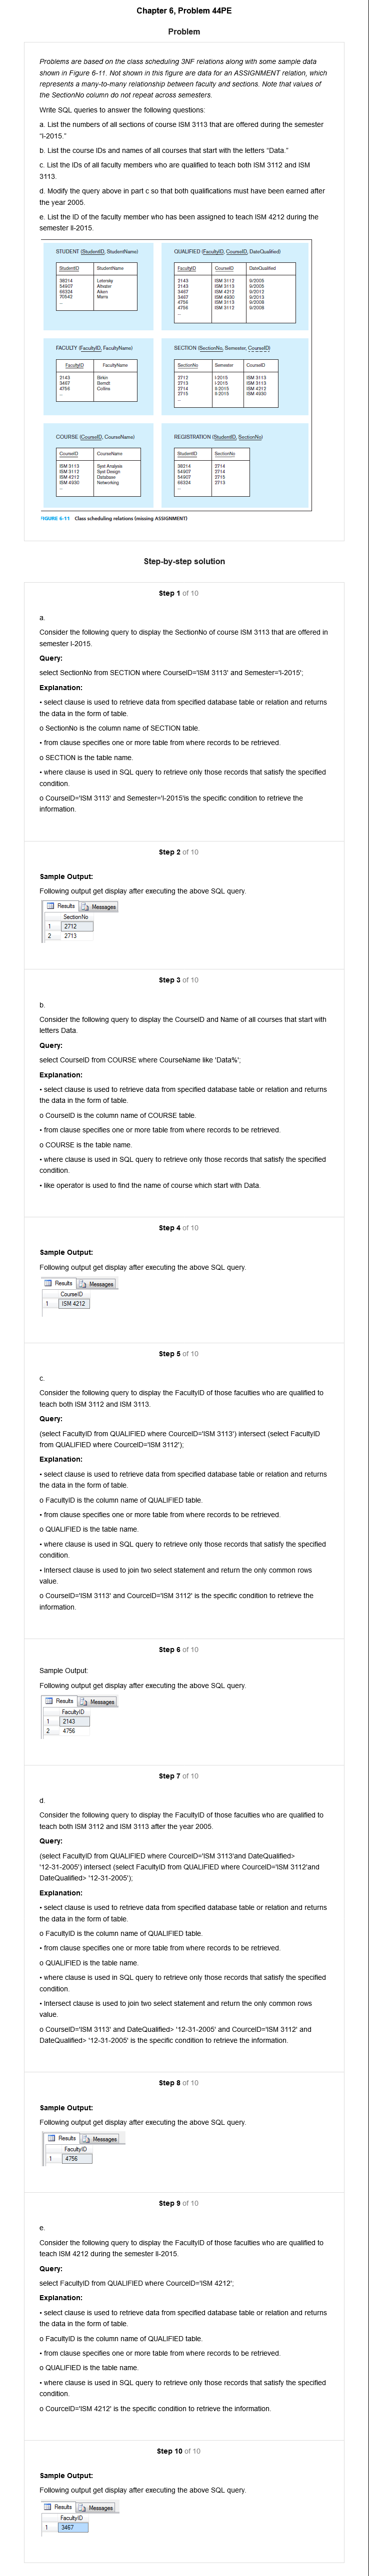 Chapter 6, Problem 44PE
Problem
Problems are based on the class scheduling 3NF relations along with some sample data
shown in Figure 6-11. Not shown in this figure are data for an ASSIGNMENT relation, which
represents a many-to-many relationship between faculty and sections. Note that values of
the SectionNo column do not repeat across semesters.
Write SQL queries to answer the following questions:
a. List the numbers of all sections of course ISM 3113 that are offered during the semester
“I-2015.”
b. List the course IDs and names of all courses that start with the letters “Data.”
c. List the IDs of all faculty members who are qualified to teach both ISM 3112 and ISM
3113.
d. Modify the query above in part c so that both qualifications must have been earned after
the year 2005.
e. List the ID of the faculty member who has been assigned to teach ISM 4212 during the
semester II-2015.
STUDENT (StudentID, StudentName)
StudentID StudentName
38214 Letersky
54907 Altvater
66324 Aiken
70542 Marra
...
QUALIFIED (FacultyID, CourseID, DateQualified)
FacultyID CourseID DateQualified
2143 ISM 3112 9/2005
2143 ISM 3113 9/2005
3467 ISM 4212 9/2012
3467 ISM 4930 9/2013
4756 ISM 3113 9/2008
4756 ISM 3112 9/2008
...
FACULTY (FacultyID, FacultyName)
FacultyID FacultyName
2143 Birkin
3467 Berndt
4756 Collins
...
SECTION (SectionNo, Semester, CourseID)
SectionNo Semester CourseID
2712 I-2015 ISM 3113
2713 I-2015 ISM 3113
2714 II-2015 ISM 4212
2715 II-2015 ISM 4930
...
COURSE (CourseID, CourseName)
CourseID CourseName
ISM 3113 Syst Analysis
ISM 3112 Syst Design
ISM 4212 Database
ISM 4930 Networking
...
REGISTRATION (StudentID, SectionNo)
StudentID SectionNo
38214 2714
54907 2714
54907 2715
66324 2713
...
FIGURE 6-11 Class scheduling relations (missing ASSIGNMENT)
Step-by-step solution
Step 1 of 10
a.
Consider the following query to display the SectionNo of course ISM 3113 that are offered in
semester I-2015.
Query:
select SectionNo from SECTION where CourseID='ISM 3113' and Semester='I-2015';
Explanation:
• select clause is used to retrieve data from specified database table or relation and returns
the data in the form of table.
o SectionNo is the column name of SECTION table.
• from clause specifies one or more table from where records to be retrieved.
o SECTION is the table name.
• where clause is used in SQL query to retrieve only those records that satisfy the specified
condition.
o CourseID='ISM 3113' and Semester='I-2015'is the specific condition to retrieve the
information.
Step 2 of 10
Sample Output:
Following output get display after executing the above SQL query.
Results Messages
SectionNo
1 2712
2 2713
Step 3 of 10
b.
Consider the following query to display the CourseID and Name of all courses that start with
letters Data.
Query:
select CourseID from COURSE where CourseName like 'Data%';
Explanation:
• select clause is used to retrieve data from specified database table or relation and returns
the data in the form of table.
o CourseID is the column name of COURSE table.
• from clause specifies one or more table from where records to be retrieved.
o COURSE is the table name.
• where clause is used in SQL query to retrieve only those records that satisfy the specified
condition.
• like operator is used to find the name of course which start with Data.
Step 4 of 10
Sample Output:
Following output get display after executing the above SQL query.
Results Messages
CourseID
1 ISM 4212
Step 5 of 10
c.
Consider the following query to display the FacultyID of those faculties who are qualified to
teach both ISM 3112 and ISM 3113.
Query:
(select FacultyID from QUALIFIED where CourceID='ISM 3113') intersect (select FacultyID
from QUALIFIED where CourceID='ISM 3112');
Explanation:
• select clause is used to retrieve data from specified database table or relation and returns
the data in the form of table.
o FacultyID is the column name of QUALIFIED table.
• from clause specifies one or more table from where records to be retrieved.
o QUALIFIED is the table name.
• where clause is used in SQL query to retrieve only those records that satisfy the specified
condition.
• Intersect clause is used to join two select statement and return the only common rows
value.
o CourseID='ISM 3113' and CourceID='ISM 3112' is the specific condition to retrieve the
information.
Step 6 of 10
Sample Output:
Following output get display after executing the above SQL query.
Results Messages
FacultyID
1 2143
2 4756
Step 7 of 10
d.
Consider the following query to display the FacultyID of those faculties who are qualified to
teach both ISM 3112 and ISM 3113 after the year 2005.
Query:
(select FacultyID from QUALIFIED where CourceID='ISM 3113'and DateQualified>
'12-31-2005') intersect (select FacultyID from QUALIFIED where CourceID='ISM 3112'and
DateQualified> '12-31-2005');
Explanation:
• select clause is used to retrieve data from specified database table or relation and returns
the data in the form of table.
o FacultyID is the column name of QUALIFIED table.
• from clause specifies one or more table from where records to be retrieved.
o QUALIFIED is the table name.
• where clause is used in SQL query to retrieve only those records that satisfy the specified
condition.
• Intersect clause is used to join two select statement and return the only common rows
value.
o CourseID='ISM 3113' and DateQualified> '12-31-2005' and CourceID='ISM 3112' and
DateQualified> '12-31-2005' is the specific condition to retrieve the information.
Step 8 of 10
Sample Output:
Following output get display after executing the above SQL query.
Results Messages
FacultyID
1 4756
Step 9 of 10
e.
Consider the following query to display the FacultyID of those faculties who are qualified to
teach ISM 4212 during the semester II-2015.
Query:
select FacultyID from QUALIFIED where CourceID='ISM 4212';
Explanation:
• select clause is used to retrieve data from specified database table or relation and returns
the data in the form of table.
o FacultyID is the column name of QUALIFIED table.
• from clause specifies one or more table from where records to be retrieved.
o QUALIFIED is the table name.
• where clause is used in SQL query to retrieve only those records that satisfy the specified
condition.
o CourceID='ISM 4212' is the specific condition to retrieve the information.
Step 10 of 10
Sample Output:
Following output get display after executing the above SQL query.
Results Messages
FacultyID
1 3467